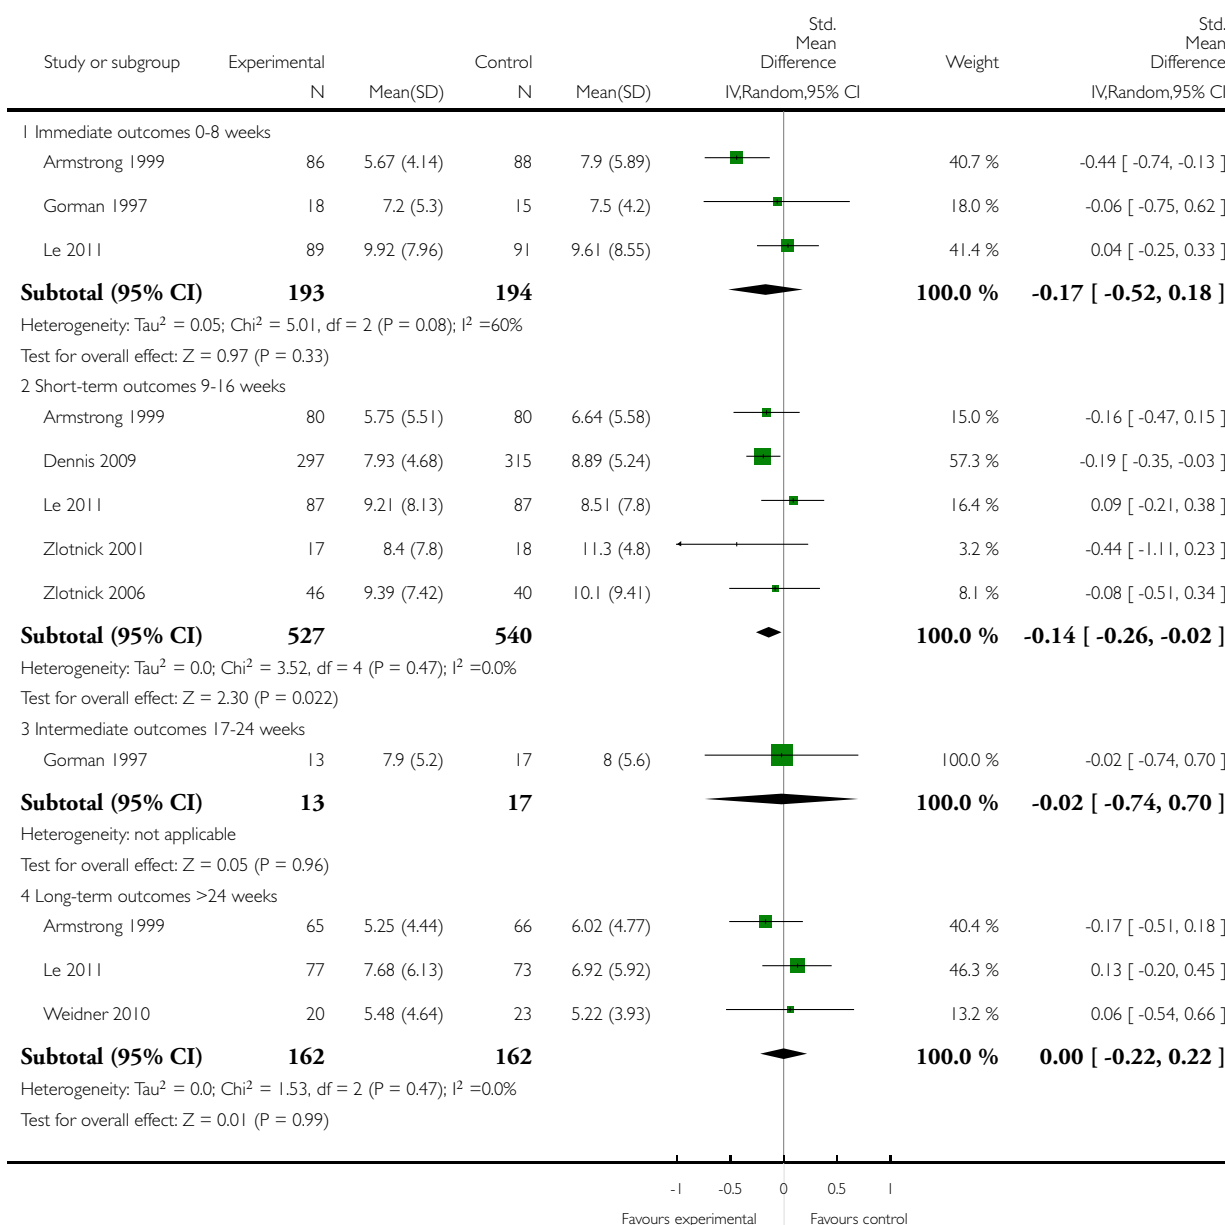 Study or subgroup Experimental Control Std. Mean Difference Weight Std. Mean Difference
N Mean(SD) N Mean(SD) IV,Random,95% CI IV,Random,95% CI
1 Immediate outcomes 0-8 weeks
Armstrong 1999 86 5.67 (4.14) 88 7.9 (5.89) 40.7 % -0.44 [ -0.74, -0.13 ]
Gorman 1997 18 7.2 (5.3) 15 7.5 (4.2) 18.0 % -0.06 [ -0.75, 0.62 ]
Le 2011 89 9.92 (7.96) 91 9.61 (8.55) 41.4 % 0.04 [ -0.25, 0.33 ]
Subtotal (95% CI) 193 194 100.0 % -0.17 [ -0.52, 0.18 ]
Heterogeneity: Tau² = 0.05; Chi² = 5.01, df = 2 (P = 0.08); I² =60%
Test for overall effect: Z = 0.97 (P = 0.33)
2 Short-term outcomes 9-16 weeks
Armstrong 1999 80 5.75 (5.51) 80 6.64 (5.58) 15.0 % -0.16 [ -0.47, 0.15 ]
Dennis 2009 297 7.93 (4.68) 315 8.89 (5.24) 57.3 % -0.19 [ -0.35, -0.03 ]
Le 2011 87 9.21 (8.13) 87 8.51 (7.8) 16.4 % 0.09 [ -0.21, 0.38 ]
Zlotnick 2001 17 8.4 (7.8) 18 11.3 (4.8) 3.2 % -0.44 [ -1.11, 0.23 ]
Zlotnick 2006 46 9.39 (7.42) 40 10.1 (9.41) 8.1 % -0.08 [ -0.51, 0.34 ]
Subtotal (95% CI) 527 540 100.0 % -0.14 [ -0.26, -0.02 ]
Heterogeneity: Tau² = 0.0; Chi² = 3.52, df = 4 (P = 0.47); I² =0.0%
Test for overall effect: Z = 2.30 (P = 0.022)
3 Intermediate outcomes 17-24 weeks
Gorman 1997 13 7.9 (5.2) 17 8 (5.6) 100.0 % -0.02 [ -0.74, 0.70 ]
Subtotal (95% CI) 13 17 100.0 % -0.02 [ -0.74, 0.70 ]
Heterogeneity: not applicable
Test for overall effect: Z = 0.05 (P = 0.96)
4 Long-term outcomes >24 weeks
Armstrong 1999 65 5.25 (4.44) 66 6.02 (4.77) 40.4 % -0.17 [ -0.51, 0.18 ]
Le 2011 77 7.68 (6.13) 73 6.92 (5.92) 46.3 % 0.13 [ -0.20, 0.45 ]
Weidner 2010 20 5.48 (4.64) 23 5.22 (3.93) 13.2 % 0.06 [ -0.54, 0.66 ]
Subtotal (95% CI) 162 162 100.0 % 0.00 [ -0.22, 0.22 ]
Heterogeneity: Tau² = 0.0; Chi² = 1.53, df = 2 (P = 0.47); I² =0.0%
Test for overall effect: Z = 0.01 (P = 0.99)
-1 -0.5 0 0.5 1
Favours experimental Favours control